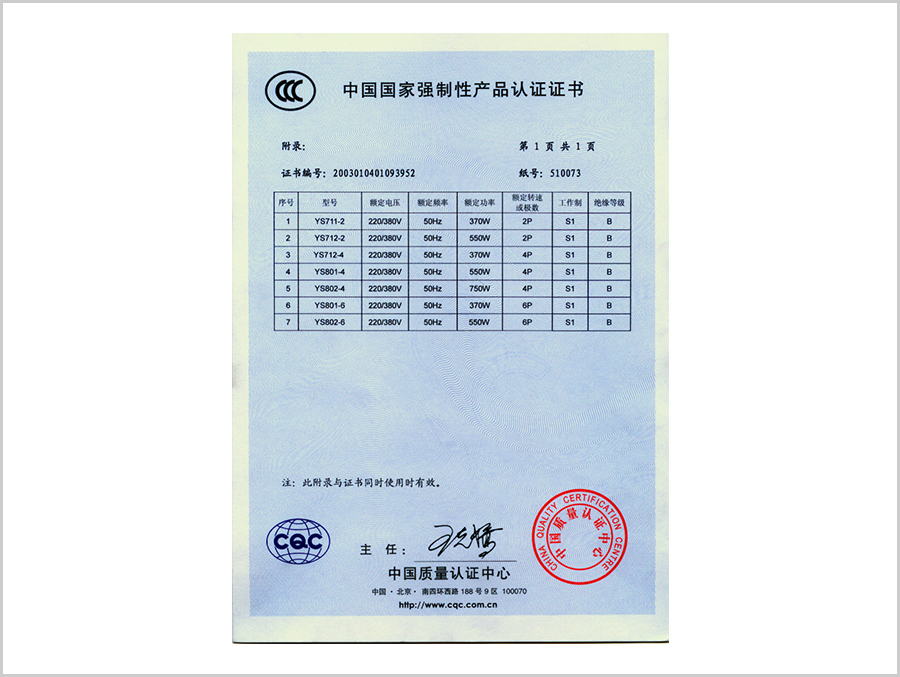 CCC
中国国家强制性产品认证证书
附录: 第 1 页 共 1 页
证书编号: 2003010401093952 纸号: 510073
序号 型号 额定电压 额定频率 额定功率 额定转速或极数 工作制 绝缘等级
1 YS711-2 220/380V 50Hz 370W 2P S1 B
2 YS712-2 220/380V 50Hz 550W 2P S1 B
3 YS712-4 220/380V 50Hz 370W 4P S1 B
4 YS801-4 220/380V 50Hz 550W 4P S1 B
5 YS802-4 220/380V 50Hz 750W 4P S1 B
6 YS801-6 220/380V 50Hz 370W 6P S1 B
7 YS802-6 220/380V 50Hz 550W 6P S1 B
注: 此附录与证书同时使用时有效。
CQC
主 任:
中国质量认证中心
中国·北京·南四环西路 188 号 9 区 100070
http://www.cqc.com.cn
CHINA QUALITY CERTIFICATION CENTRE
中国质量认证中心